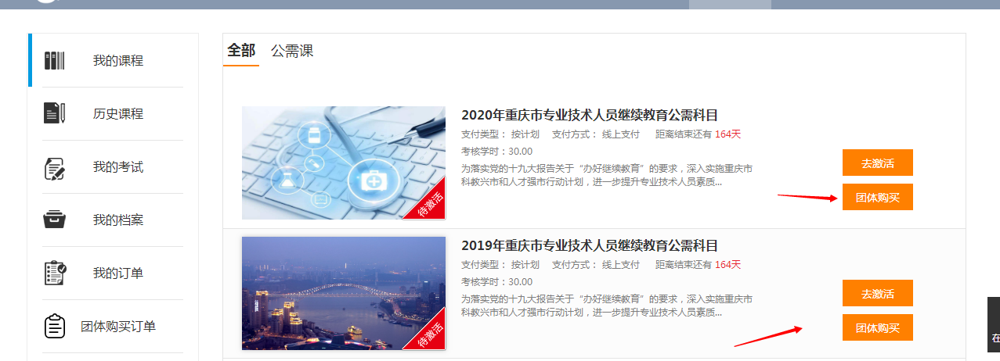 我的课程
历史课程
我的考试
我的档案
我的订单
团体购买订单
全部 公需课
2020年重庆市专业技术人员继续教育公需科目
支付类型： 按计划 支付方式： 线上支付 距离结束还有 164天
考核学时：30.00
为落实党的十九大报告关于“办好继续教育”的要求，深入实施重庆市
科教兴市和人才强市行动计划，进一步提升专业技术人员素质...
待激活
去激活
团体购买
2019年重庆市专业技术人员继续教育公需科目
支付类型： 按计划 支付方式： 线上支付 距离结束还有 164天
考核学时：30.00
为落实党的十九大报告关于“办好继续教育”的要求，深入实施重庆市
科教兴市和人才强市行动计划，进一步提升专业技术人员素质...
待激活
去激活
团体购买
在